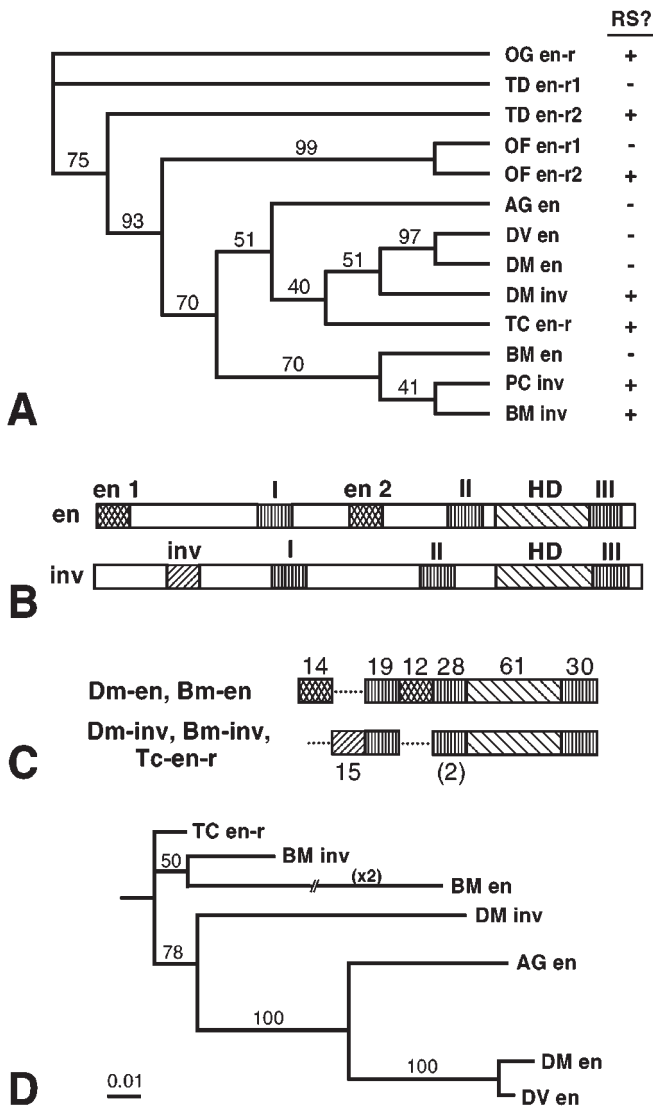 RS?
OG en-r +
TD en-r1 -
75
TD en-r2 +
99
OF en-r1 -
OF en-r2 +
93
AG en -
51
97
DV en -
51
DM en -
40
DM inv +
70
TC en-r +
BM en -
70
PC inv +
41
BM inv +
A
en 1 I en 2 II HD III
en
inv I II HD III
inv
B
14 19 12 28 61 30
Dm-en, Bm-en
Dm-inv, Bm-inv,
Tc-en-r
15 (2)
C
TC en-r
50
BM inv
(x2)
BM en
DM inv
78
AG en
100
100
DM en
DV en
0.01
D